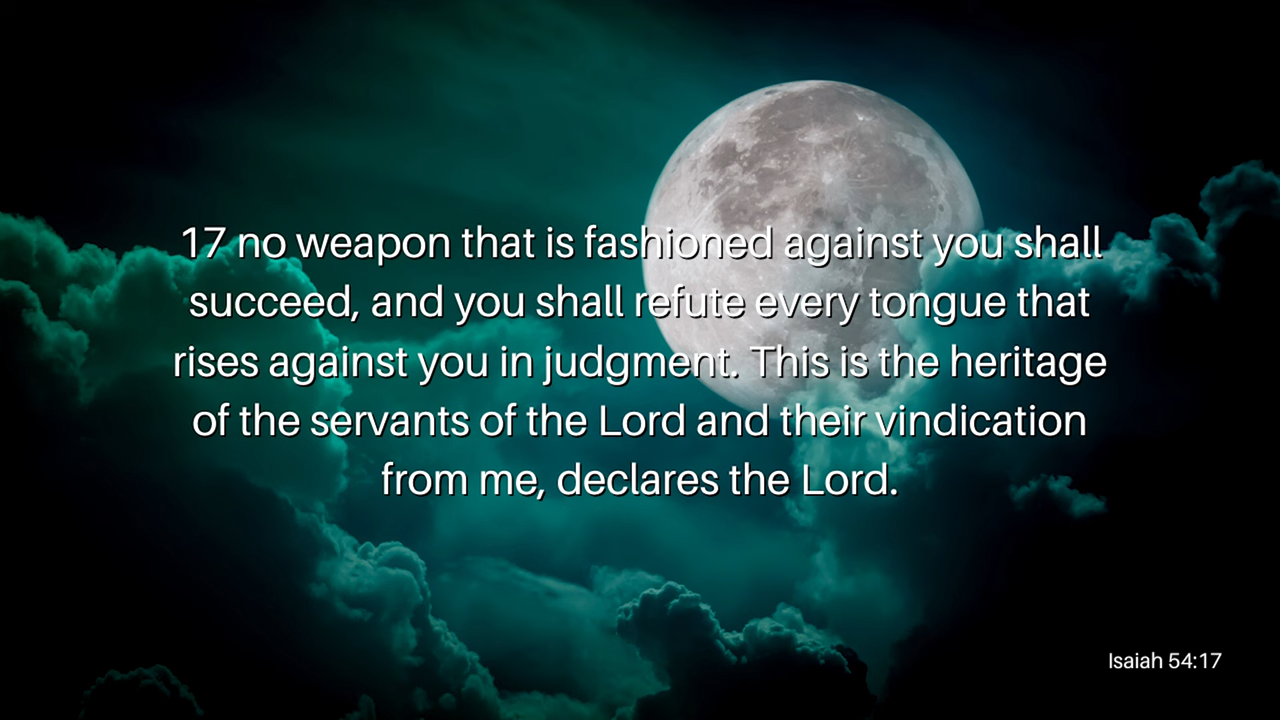 17 no weapon that is fashioned against you shall
succeed, and you shall refute every tongue that
rises against you in judgment. This is the heritage
of the servants of the Lord and their vindication
from me, declares the Lord.
Isaiah 54:17